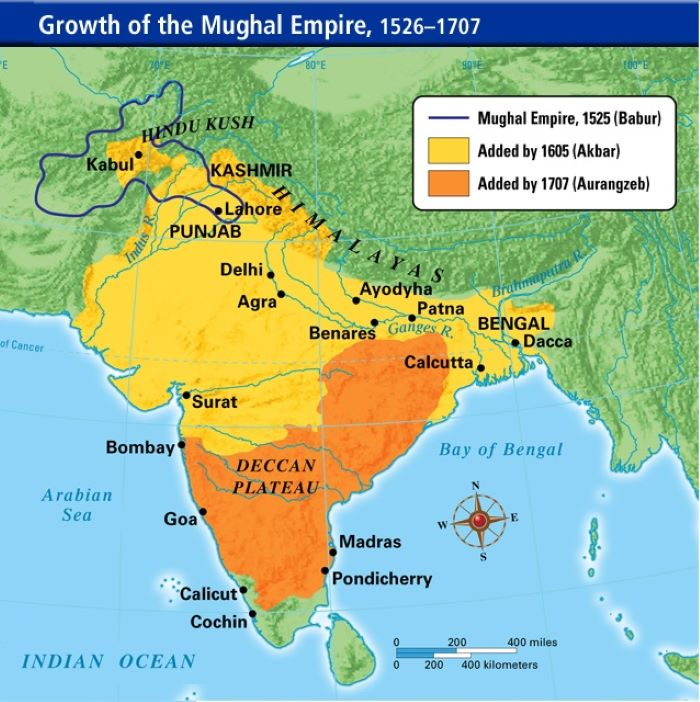 Growth of the Mughal Empire, 1526–1707
70°E
80°E
90°E
100°E
Mughal Empire, 1525 (Babur)
Added by 1605 (Akbar)
Added by 1707 (Aurangzeb)
HINDU KUSH
Kabul
KASHMIR
Lahore
PUNJAB
Indus R.
HIMALAYAS
Delhi
Agra
Ayodyha
Patna
Benares
Ganges R.
Brahmaputra R.
BENGAL
Dacca
Calcutta
of Cancer
Surat
Bombay
DECCAN
PLATEAU
Bay of Bengal
Arabian
Sea
Goa
N
W
E
S
Madras
Pondicherry
Calicut
Cochin
INDIAN OCEAN
0 200 400 miles
0 200 400 kilometers